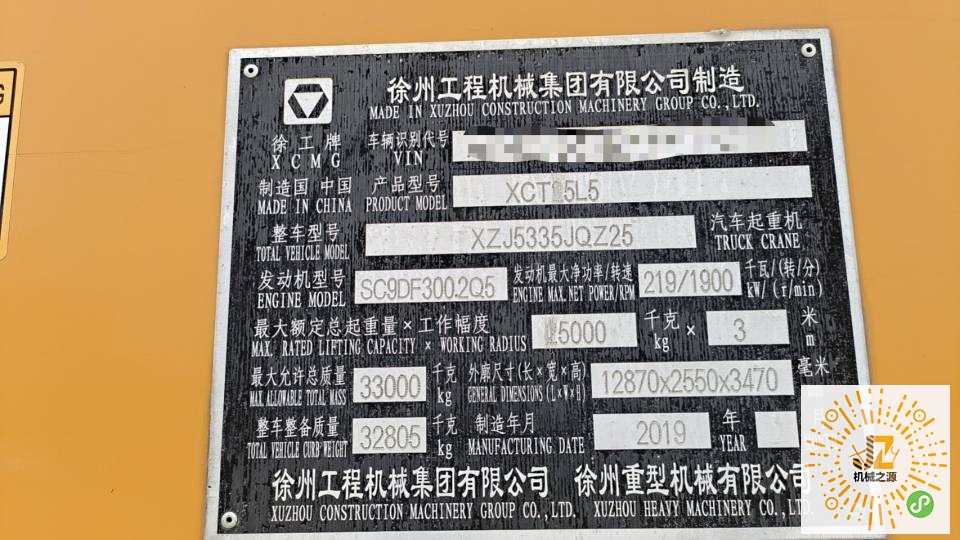 徐州工程机械集团有限公司制造
MADE IN XUZHOU CONSTRUCTION MACHINERY GROUP CO.,LTD.
徐工牌
XCMG
车辆识别代号
VIN
制造国 中国
MADE IN CHINA
产品型号
PRODUCT MODEL
整车型号
TOTAL VEHICLE MODEL
XZJ5335JQZ25
汽车起重机
TRUCK CRANE
发动机型号
ENGINE MODEL
SC9DF300.2Q5
发动机最大净功率/转速
ENGINE MAX.NET POWER/RPM
219/1900
千瓦/(转/分)
kW/(r/min)
最大额定总起重量×工作幅度
MAX. RATED LIFTING CAPACITY × WORKING RADIUS
千克
kg
×
3
米
m
最大允许总质量
MAX. ALLOWABLE TOTAL MASS
33000
千克
kg
外廓尺寸(长×宽×高)
GENERAL DIMENSIONS (L×W×H)
12870x2550x3470
毫米
整车整备质量
TOTAL VEHICLE CURB WEIGHT
32805
千克
kg
制造年月
MANUFACTURING DATE
2019
年
YEAR
徐州工程机械集团有限公司
XUZHOU CONSTRUCTION MACHINERY GROUP CO.,LTD.
徐州重型机械有限公司
XUZHOU HEAVY MACHINERY CO.,LTD.
机械之源